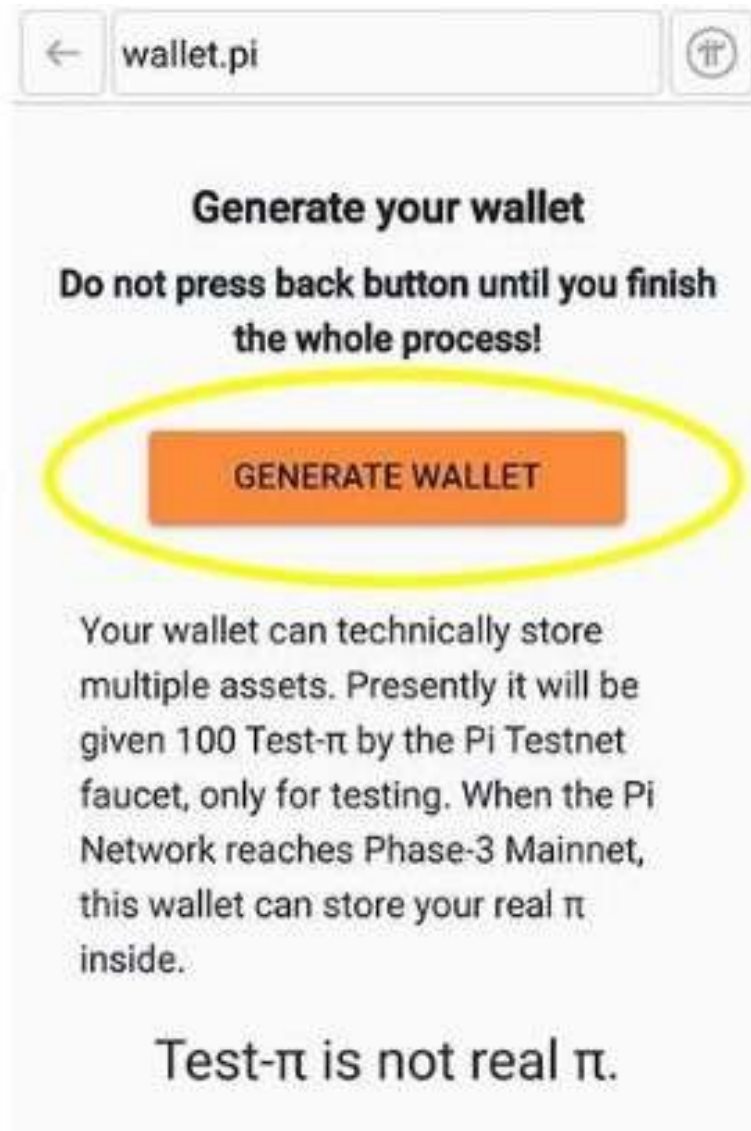 wallet.pi
Generate your wallet
Do not press back button until you finish
the whole process!
GENERATE WALLET
Your wallet can technically store
multiple assets. Presently it will be
given 100 Test-π by the Pi Testnet
faucet, only for testing. When the Pi
Network reaches Phase-3 Mainnet,
this wallet can store your real π
inside.
Test-π is not real π.